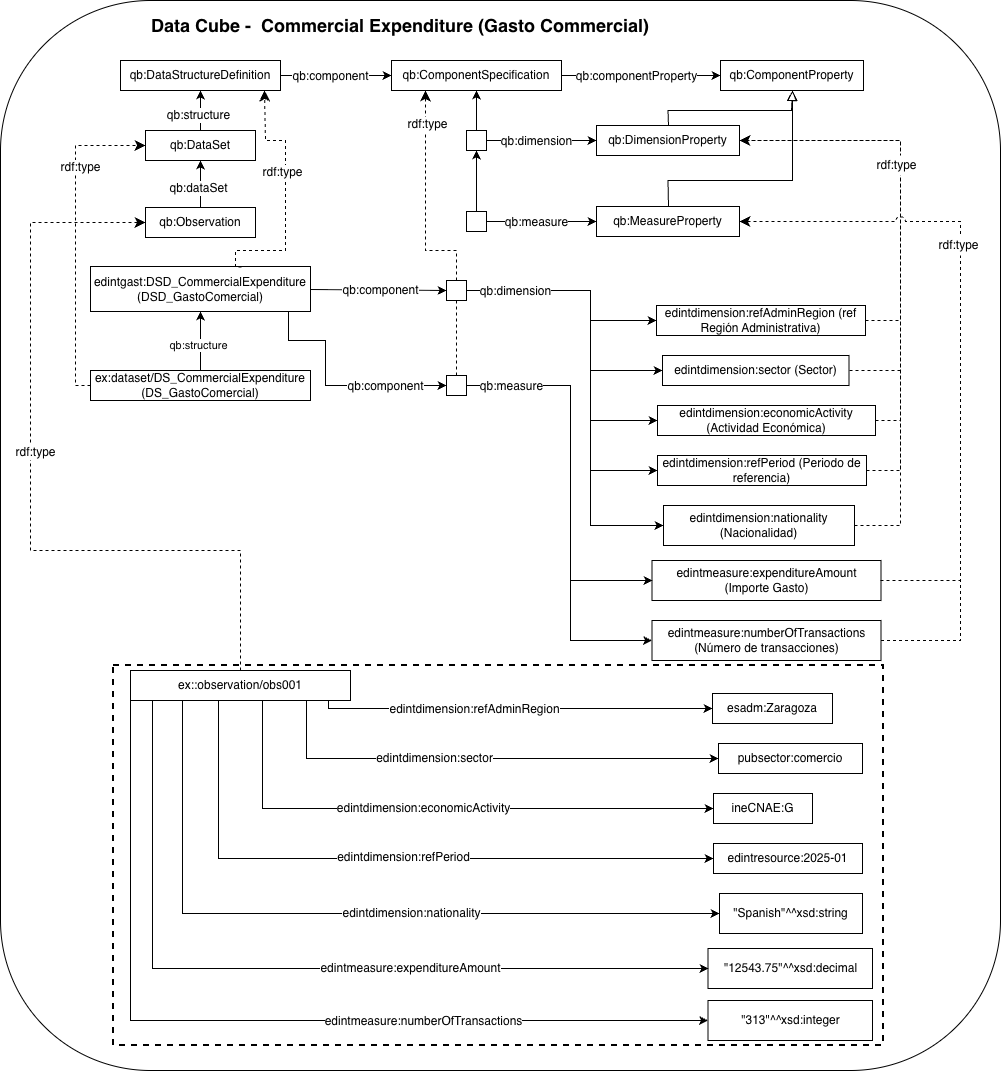 Data Cube -  Commercial Expenditure (Gasto Commercial)
qb:DataStructureDefinition
qb:component
qb:ComponentSpecification
qb:componentProperty
qb:ComponentProperty
qb:structure
rdf:type
qb:DataSet
qb:dimension
qb:DimensionProperty
rdf:type
rdf:type
rdf:type
qb:dataSet
qb:Observation
qb:measure
qb:MeasureProperty
rdf:type
edintgast:DSD_CommercialExpenditure
(DSD_GastoComercial)
qb:component
qb:dimension
qb:structure
edintdimension:refAdminRegion (ref
Región Administrativa)
ex:dataset/DS_CommercialExpenditure
(DS_GastoComercial)
qb:component
qb:measure
edintdimension:sector (Sector)
edintdimension:economicActivity
(Actividad Económica)
rdf:type
edintdimension:refPeriod (Periodo de
referencia)
edintdimension:nationality
(Nacionalidad)
edintmeasure:expenditureAmount
(Importe Gasto)
edintmeasure:numberOfTransactions
(Número de transacciones)
ex::observation/obs001
edintdimension:refAdminRegion
esadm:Zaragoza
edintdimension:sector
pubsector:comercio
edintdimension:economicActivity
ineCNAE:G
edintdimension:refPeriod
edintresource:2025-01
edintdimension:nationality
"Spanish"^^xsd:string
edintmeasure:expenditureAmount
"12543.75"^^xsd:decimal
edintmeasure:numberOfTransactions
"313"^^xsd:integer